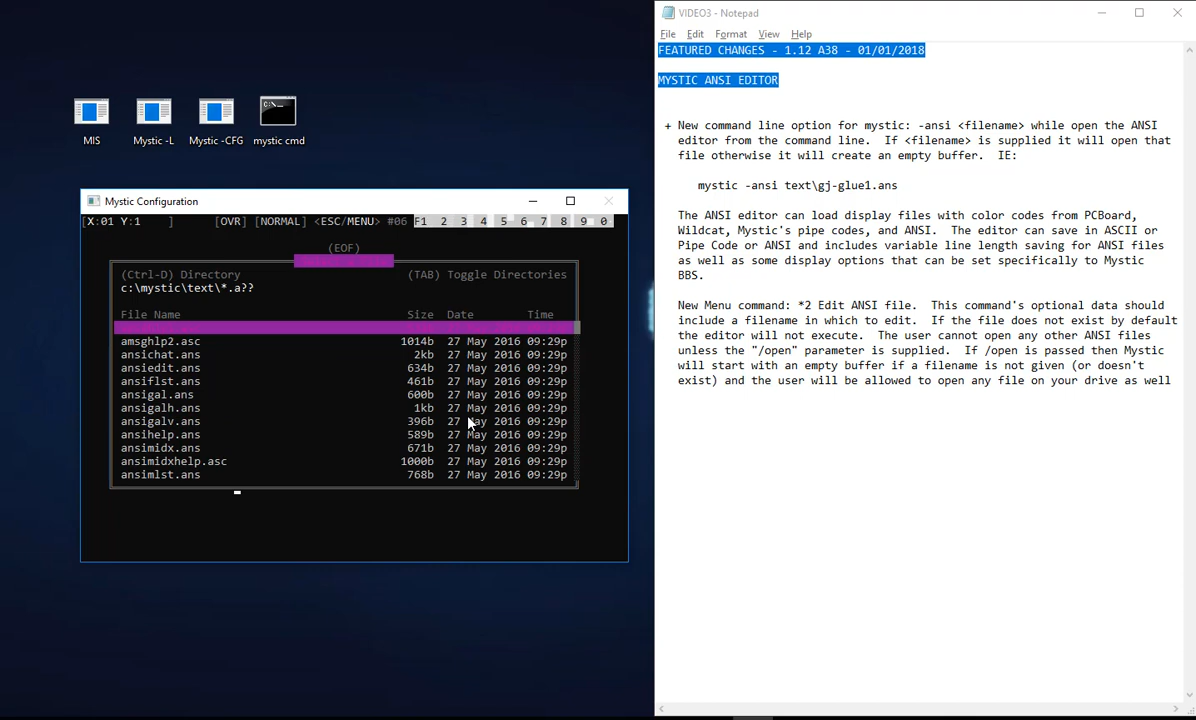 MIS
Mystic -L
Mystic -CFG
mystic cmd
Mystic Configuration
[X:01 Y:1 ] [OVR] [NORMAL] <ESC/MENU> #06 F1 2 3 4 5 6 7 8 9 0
(EOF)
(Ctrl-D) Directory (TAB) Toggle Directories
c:\mystic\text\*.a??
File Name Size Date Time
amsghlp2.asc 1014b 27 May 2016 09:29p
ansichat.ans 2kb 27 May 2016 09:29p
ansiedit.ans 634b 27 May 2016 09:29p
ansiflst.ans 461b 27 May 2016 09:29p
ansigal.ans 600b 27 May 2016 09:29p
ansigalh.ans 1kb 27 May 2016 09:29p
ansigalv.ans 396b 27 May 2016 09:29p
ansihelp.ans 589b 27 May 2016 09:29p
ansimidx.ans 671b 27 May 2016 09:29p
ansimidxhelp.asc 1000b 27 May 2016 09:29p
ansimlst.ans 768b 27 May 2016 09:29p
VIDEO3 - Notepad
File Edit Format View Help
FEATURED CHANGES - 1.12 A38 - 01/01/2018
MYSTIC ANSI EDITOR
+ New command line option for mystic: -ansi <filename> while open the ANSI
editor from the command line. If <filename> is supplied it will open that
file otherwise it will create an empty buffer. IE:
mystic -ansi text\gj-glue1.ans
The ANSI editor can load display files with color codes from PCBoard,
Wildcat, Mystic's pipe codes, and ANSI. The editor can save in ASCII or
Pipe Code or ANSI and includes variable line length saving for ANSI files
as well as some display options that can be set specifically to Mystic
BBS.
New Menu command: *2 Edit ANSI file. This command's optional data should
include a filename in which to edit. If the file does not exist by default
the editor will not execute. The user cannot open any other ANSI files
unless the "/open" parameter is supplied. If /open is passed then Mystic
will start with an empty buffer if a filename is not given (or doesn't
exist) and the user will be allowed to open any file on your drive as well